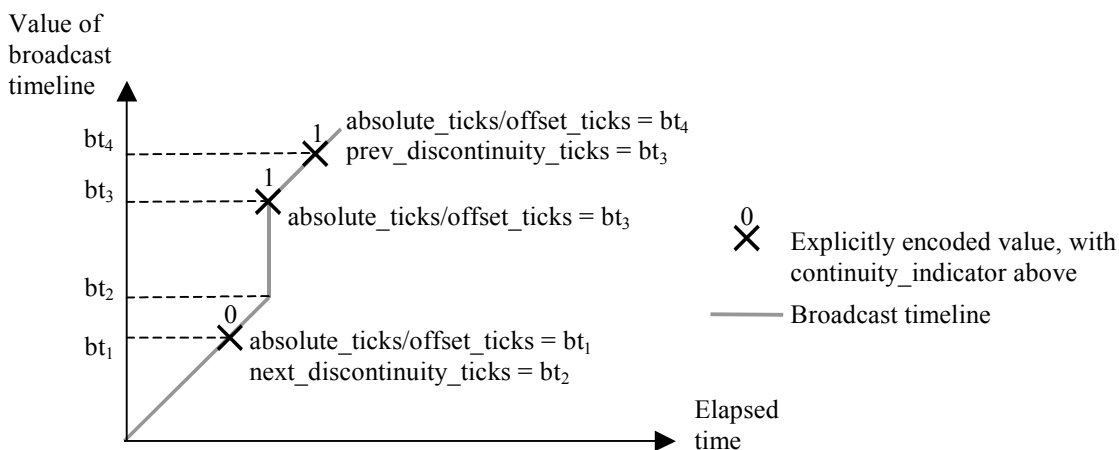 Value of
broadcast
timeline
bt₄
bt₃
bt₂
bt₁
1
absolute_ticks/offset_ticks = bt₄
prev_discontinuity_ticks = bt₃
1
absolute_ticks/offset_ticks = bt₃
0
absolute_ticks/offset_ticks = bt₁
next_discontinuity_ticks = bt₂
0
Explicitly encoded value, with
continuity_indicator above
Broadcast timeline
Elapsed
time